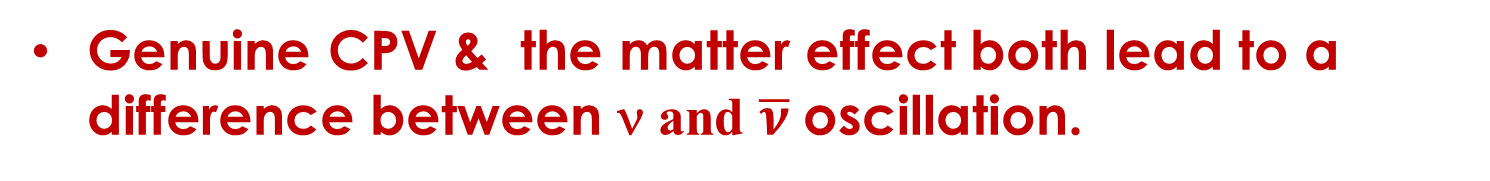 • Genuine CPV &  the matter effect both lead to a
difference between ν and ν̅ oscillation.